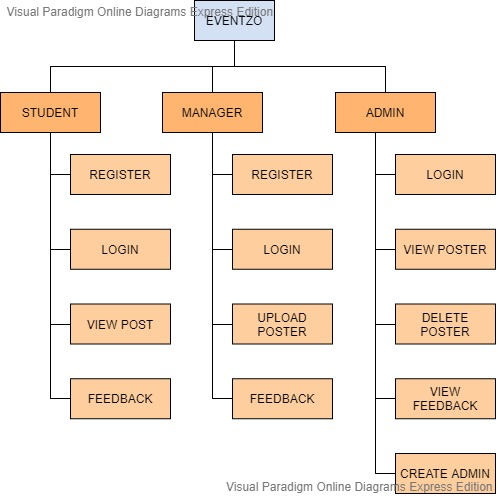 Visual Paradigm Online Diagrams Express Edition
EVENTZO
STUDENT
MANAGER
ADMIN
REGISTER
REGISTER
LOGIN
LOGIN
LOGIN
VIEW POSTER
VIEW POST
UPLOAD
POSTER
DELETE
POSTER
FEEDBACK
FEEDBACK
VIEW
FEEDBACK
CREATE ADMIN
Visual Paradigm Online Diagrams Express Edition